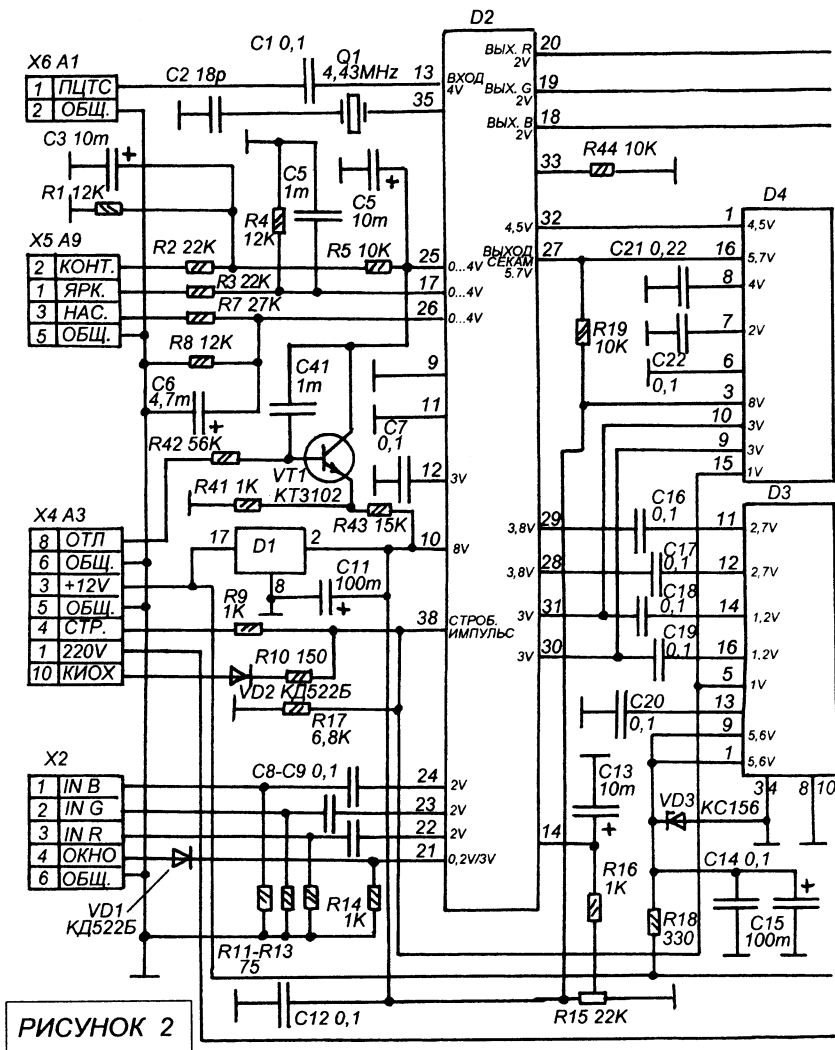 D2
X6 A1
1 ПЦТС
2 ОБЩ.
C1 0,1
Q1
4,43MHz
C2 18p
13
ВХОД
4V
35
ВЫХ. R
2V
20
ВЫХ. G
2V
19
ВЫХ. B
2V
18
C3 10m
+
R1 12K
C5
1m
R4
12K
C5
10m
+
33
R44 10K
D4
32
4,5V
1
4,5V
X5 A9
2 КОНТ.
1 ЯРК.
3 НАС.
5 ОБЩ.
R2 22K
R5 10K
25
0...4V
R3 22K
17
0...4V
R7 27K
26
0...4V
ВЫХОД
СЕКАМ
5.7V
27
C21 0,22
16
5.7V
8
4V
7
2V
C22
0,1
6
R19
10K
3
8V
10
3V
9
3V
15
1V
R8 12K
C6
4,7m
+
C41
1m
9
11
C7
0,1
12
3V
R42 56K
VT1
КТ3102
R41 1K
R43 15K
X4 A3
8 ОТЛ
6 ОБЩ.
3 +12V
5 ОБЩ.
4 СТР.
1 220V
10 КИОХ
17
D1
2
8
10
8V
C11
100m
+
R9
1K
38
СТРОБ.
ИМПУЛЬС
R10 150
VD2 КД522Б
R17
6,8K
D3
3,8V
29
C16
0,1
11
2,7V
3,8V
28
C17
0,1
12
2,7V
3V
31
C18
0,1
14
1,2V
3V
30
C19
0,1
16
1,2V
5
1V
C20
0,1
13
9
5,6V
1
5,6V
3 4
8 10
X2
1 IN B
2 IN G
3 IN R
4 ОКНО
6 ОБЩ.
C8-C9 0,1
24
2V
23
2V
22
2V
21
0,2V/3V
VD1
КД522Б
R11-R13
75
R14
1K
14
C13
10m
+
VD3
КС156
R16
1K
C14 0,1
R18
330
C15
100m
+
C12 0,1
R15 22K
РИСУНОК 2